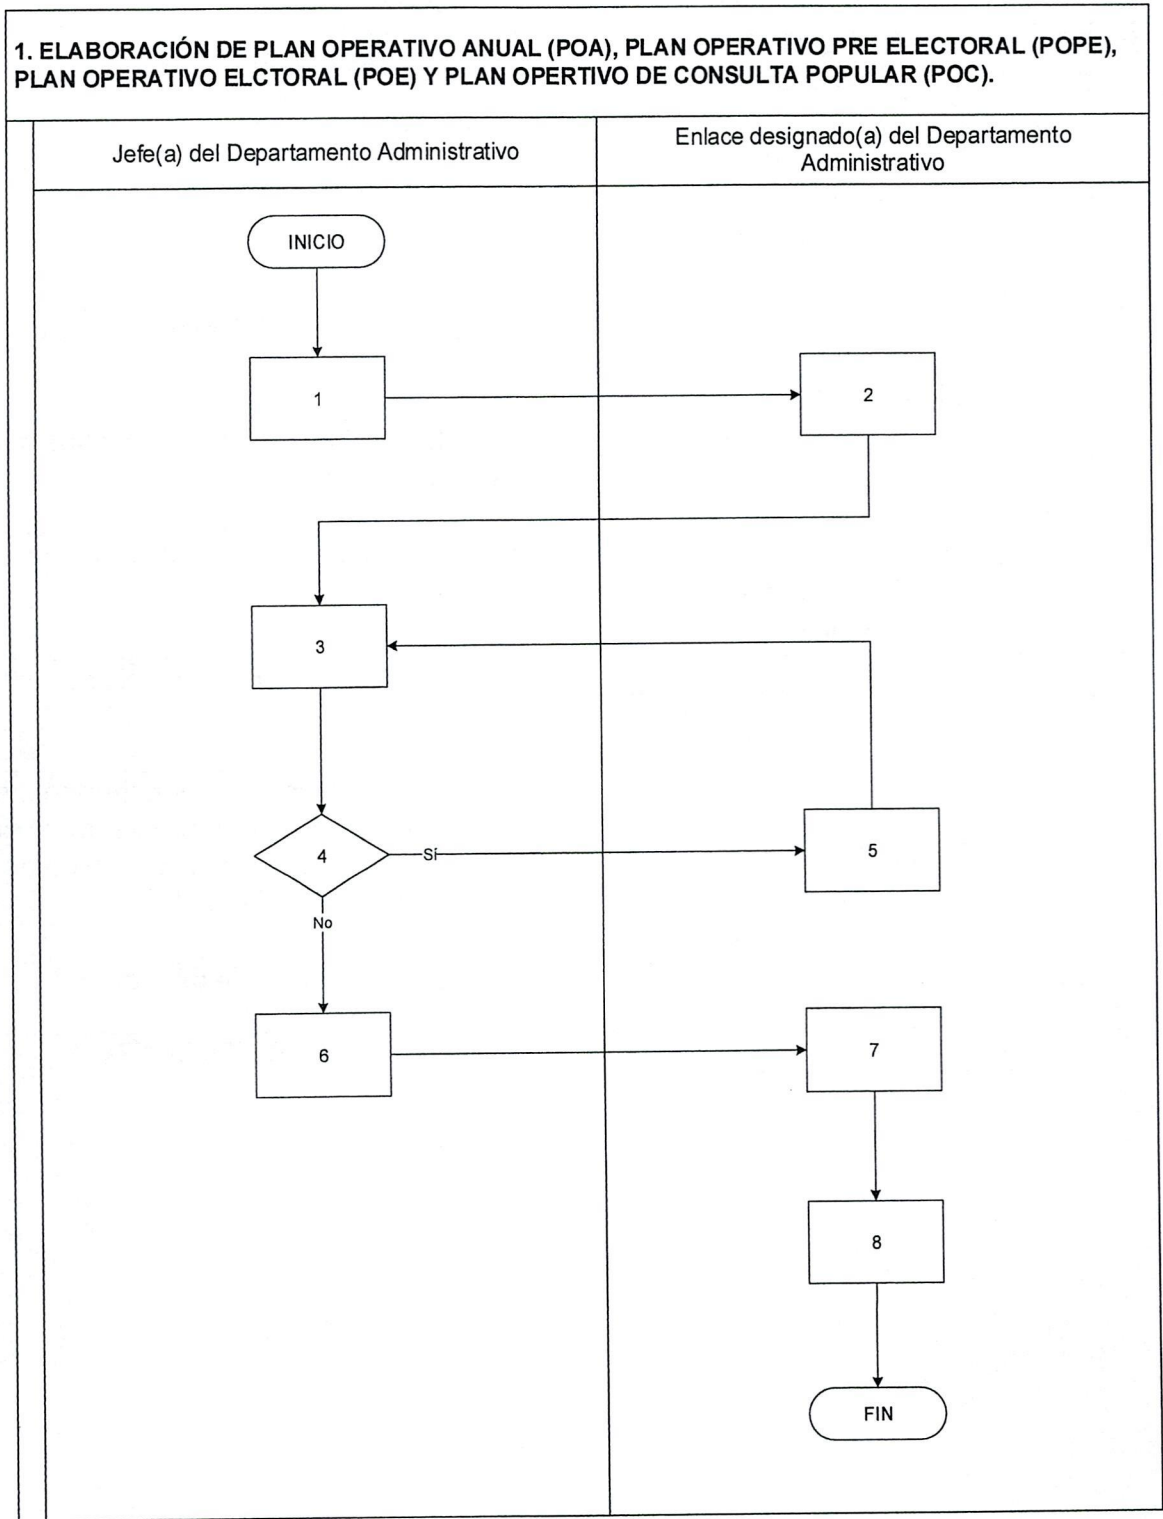 1. ELABORACIÓN DE PLAN OPERATIVO ANUAL (POA), PLAN OPERATIVO PRE ELECTORAL (POPE),
PLAN OPERATIVO ELCTORAL (POE) Y PLAN OPERTIVO DE CONSULTA POPULAR (POC).
Jefe(a) del Departamento Administrativo
Enlace designado(a) del Departamento
Administrativo
INICIO
1
2
3
4
Sí
5
No
6
7
8
FIN